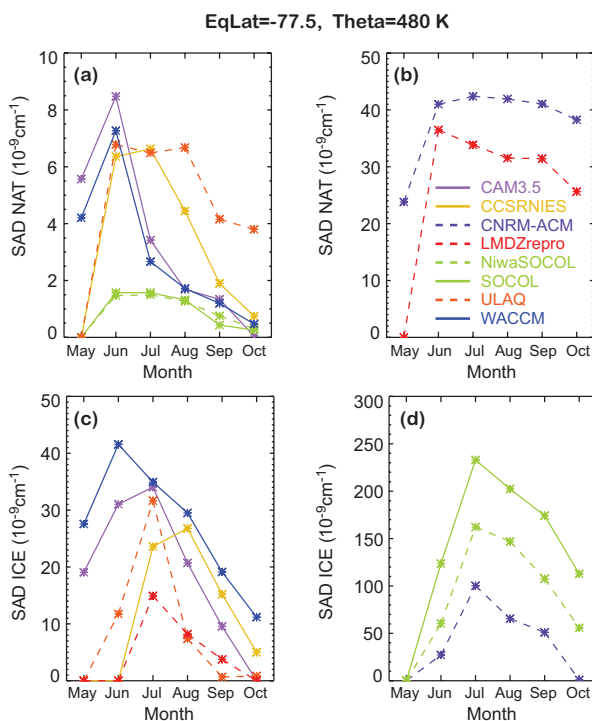 EqLat=-77.5, Theta=480 K
(a)
SAD NAT (10-9cm-1)
10
8
6
4
2
0
May Jun Jul Aug Sep Oct
Month
(b)
SAD NAT (10-9cm-1)
50
40
30
20
10
0
CAM3.5
CCSRNIES
CNRM-ACM
LMDZrepro
NiwaSOCOL
SOCOL
ULAQ
WACCM
May Jun Jul Aug Sep Oct
Month
(c)
SAD ICE (10-9cm-1)
50
40
30
20
10
0
May Jun Jul Aug Sep Oct
Month
(d)
SAD ICE (10-9cm-1)
300
250
200
150
100
50
0
May Jun Jul Aug Sep Oct
Month